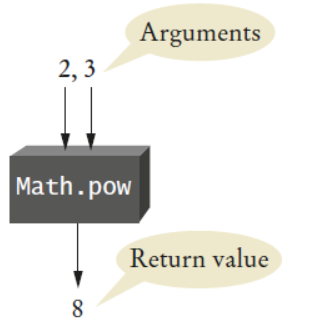 Arguments
2, 3
Math.pow
Return value
8